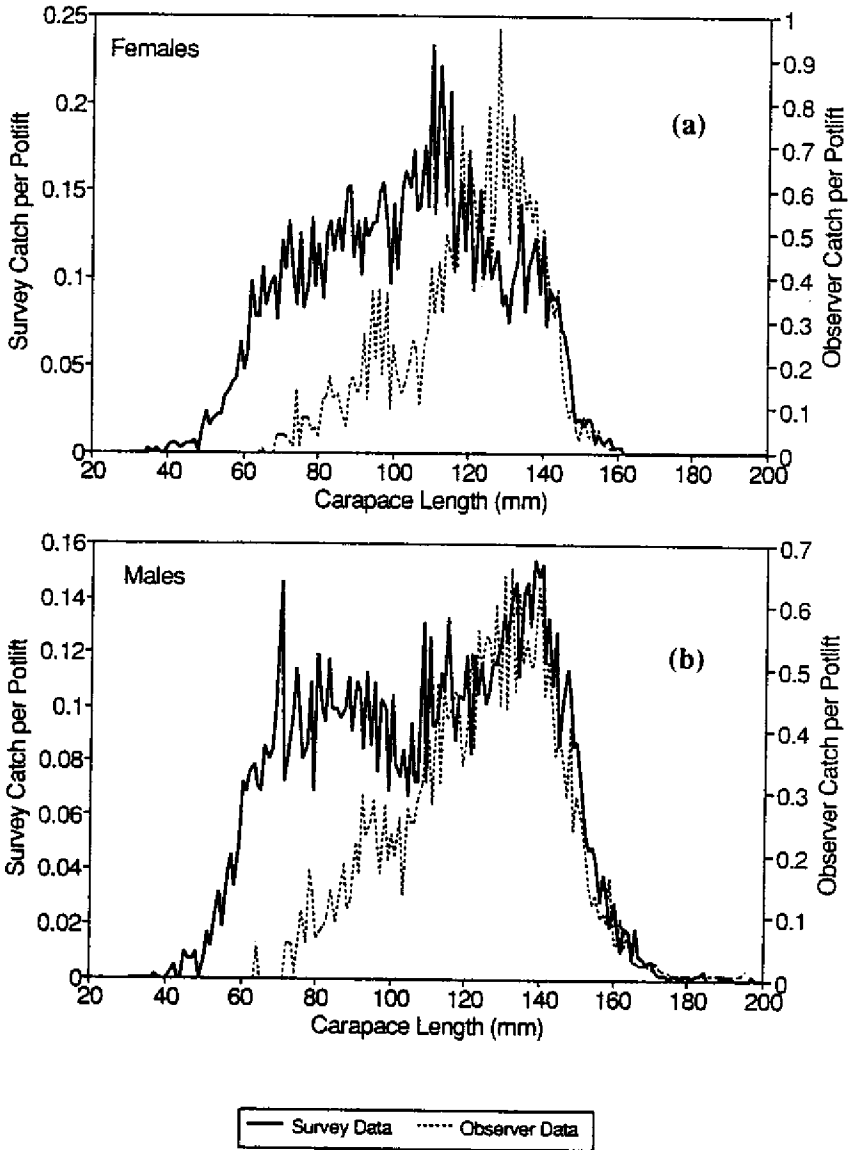 Females
(a)
Survey Catch per Potlift
0.25
0.2
0.15
0.1
0.05
0
Observer Catch per Potlift
1
0.9
0.8
0.7
0.6
0.5
0.4
0.3
0.2
0.1
0
20 40 60 80 100 120 140 160 180 200
Carapace Length (mm)
Males
(b)
Survey Catch per Potlift
0.16
0.14
0.12
0.1
0.08
0.06
0.04
0.02
0
Observer Catch per Potlift
0.7
0.6
0.5
0.4
0.3
0.2
0.1
0
20 40 60 80 100 120 140 160 180 200
Carapace Length (mm)
Survey Data Observer Data